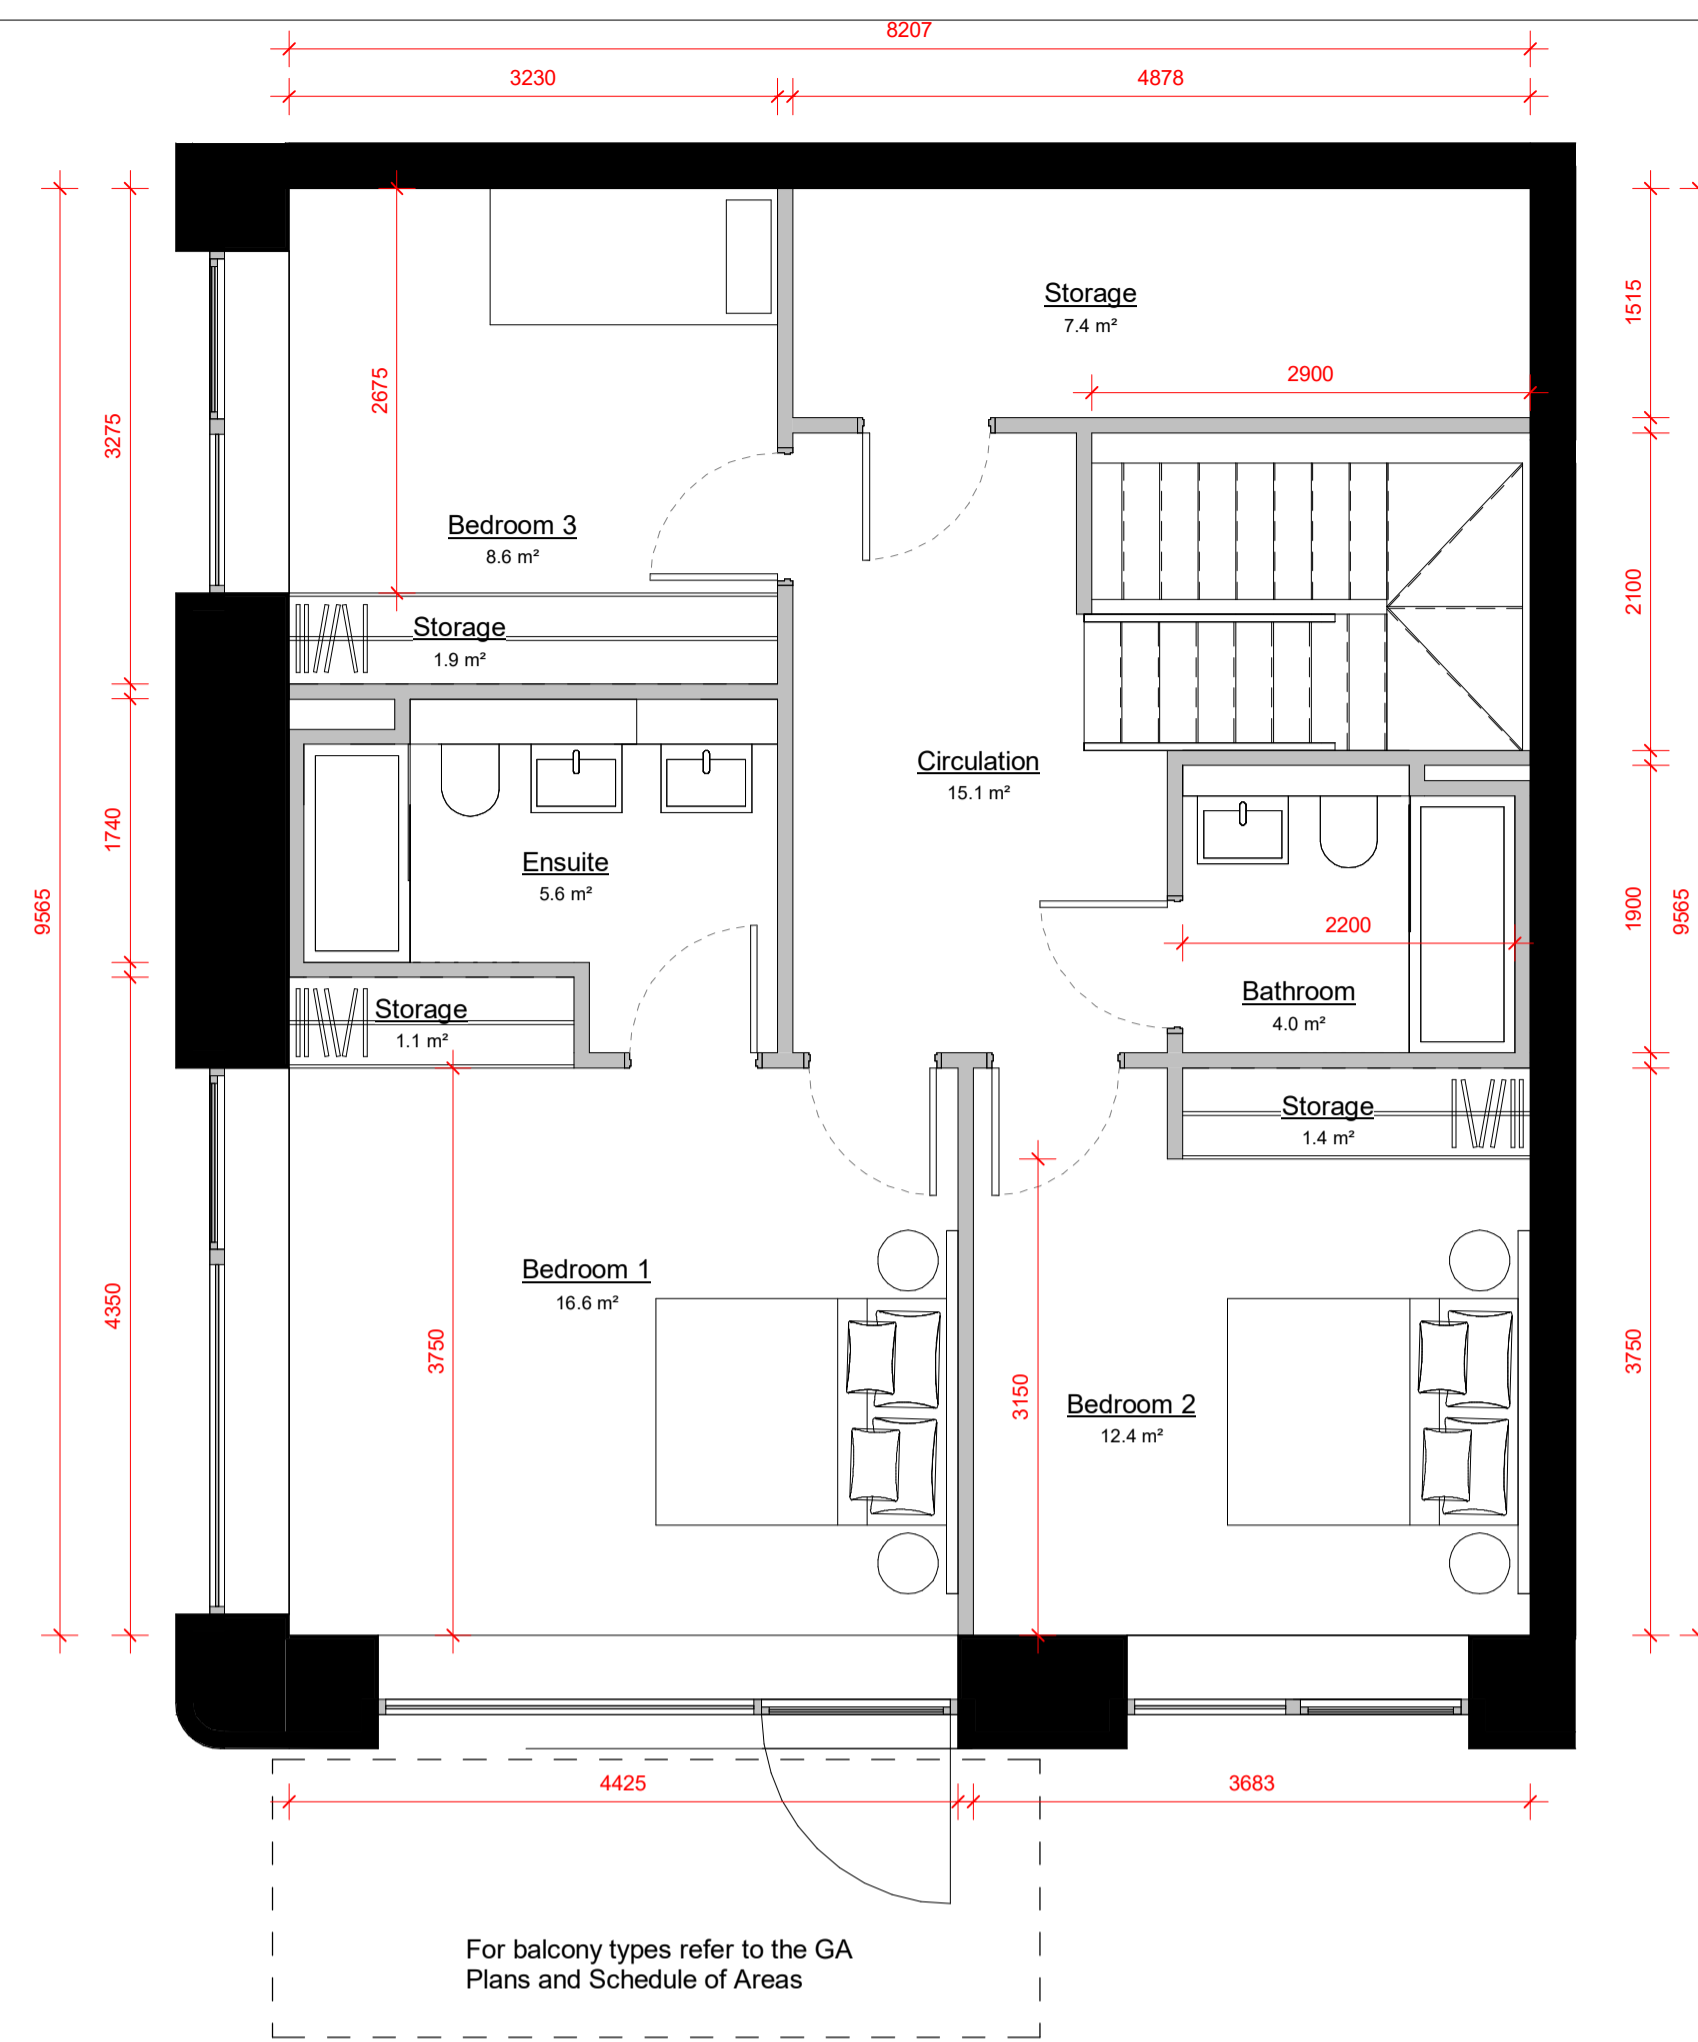 8207
3230
4878
Storage
7.4 m²
1515
2900
2675
3275
Bedroom 3
8.6 m²
2100
Storage
1.9 m²
Circulation
15.1 m²
1740
Ensuite
5.6 m²
9565
1900
9565
2200
Bathroom
4.0 m²
Storage
1.1 m²
Storage
1.4 m²
Bedroom 1
16.6 m²
4350
3750
3150
Bedroom 2
12.4 m²
3750
4425
3683
For balcony types refer to the GA
Plans and Schedule of Areas